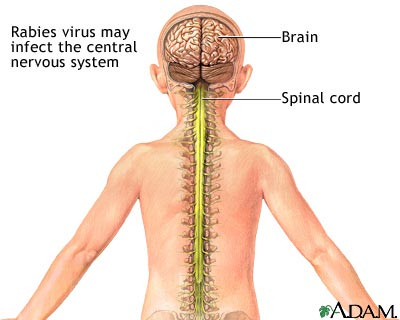 Rabies virus may
infect the central
nervous system
Brain
Spinal cord
A.D.A.M.